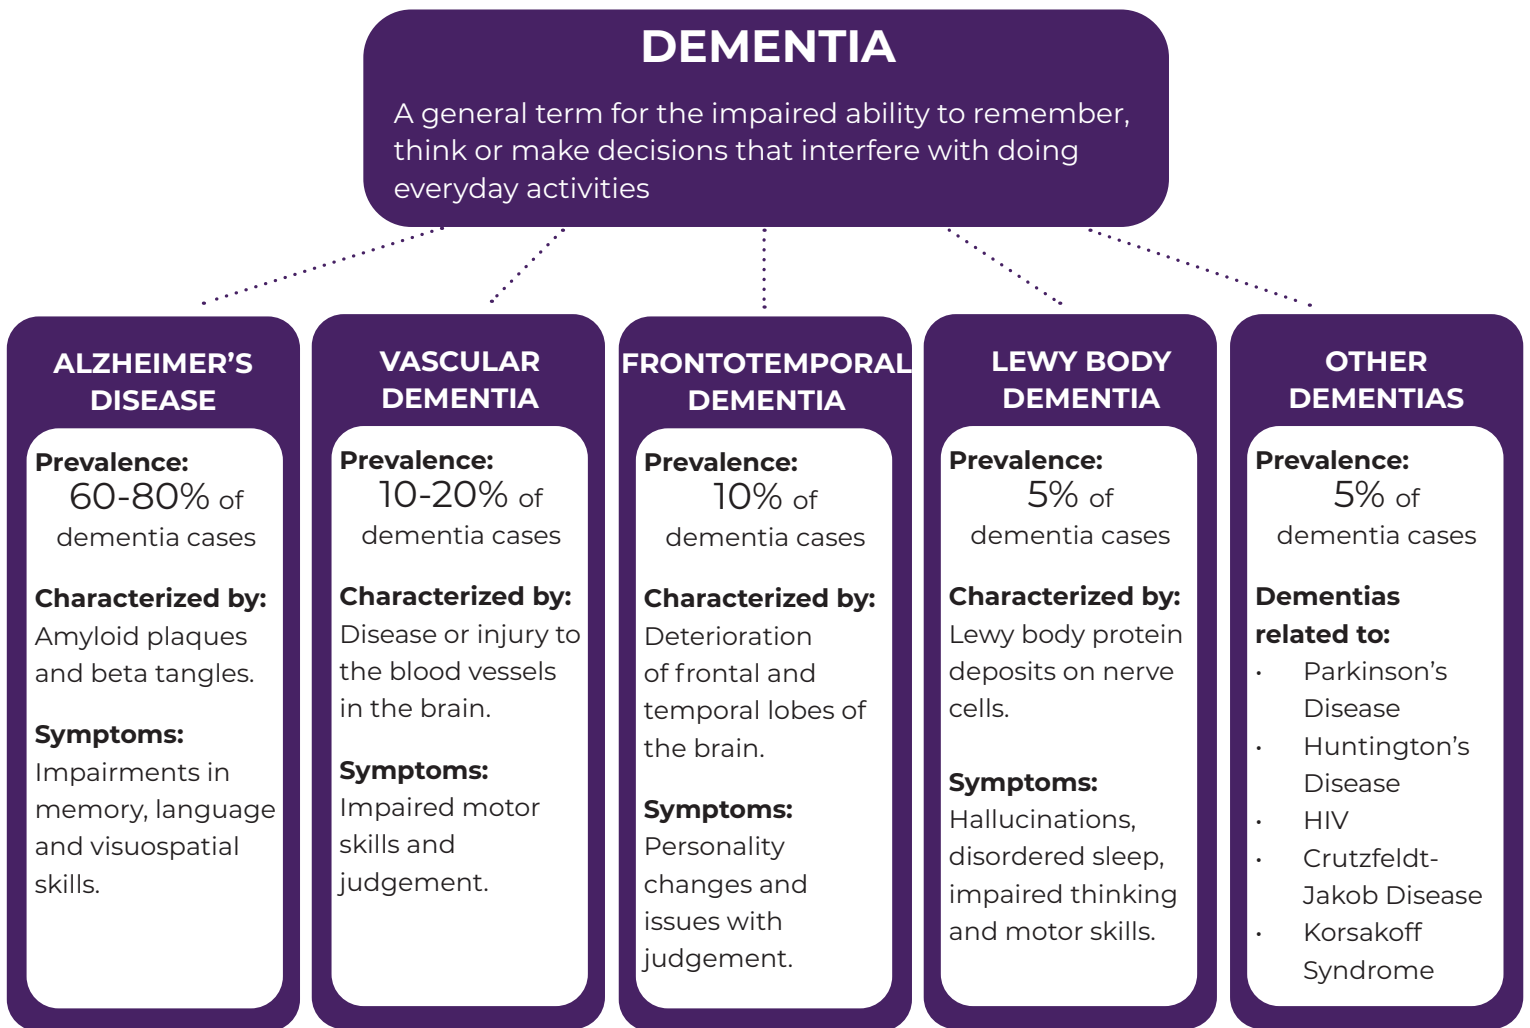 DEMENTIA
A general term for the impaired ability to remember,
think or make decisions that interfere with doing
everyday activities
ALZHEIMER’S
DISEASE
Prevalence:
60-80% of
dementia cases
Characterized by:
Amyloid plaques
and beta tangles.
Symptoms:
Impairments in
memory, language
and visuospatial
skills.
VASCULAR
DEMENTIA
Prevalence:
10-20% of
dementia cases
Characterized by:
Disease or injury to
the blood vessels
in the brain.
Symptoms:
Impaired motor
skills and
judgement.
FRONTOTEMPORAL
DEMENTIA
Prevalence:
10% of
dementia cases
Characterized by:
Deterioration
of frontal and
temporal lobes of
the brain.
Symptoms:
Personality
changes and
issues with
judgement.
LEWY BODY
DEMENTIA
Prevalence:
5% of
dementia cases
Characterized by:
Lewy body protein
deposits on nerve
cells.
Symptoms:
Hallucinations,
disordered sleep,
impaired thinking
and motor skills.
OTHER
DEMENTIAS
Prevalence:
5% of
dementia cases
Dementias
related to:
• Parkinson’s
Disease
• Huntington’s
Disease
• HIV
• Crutzfeldt-
Jakob Disease
• Korsakoff
Syndrome